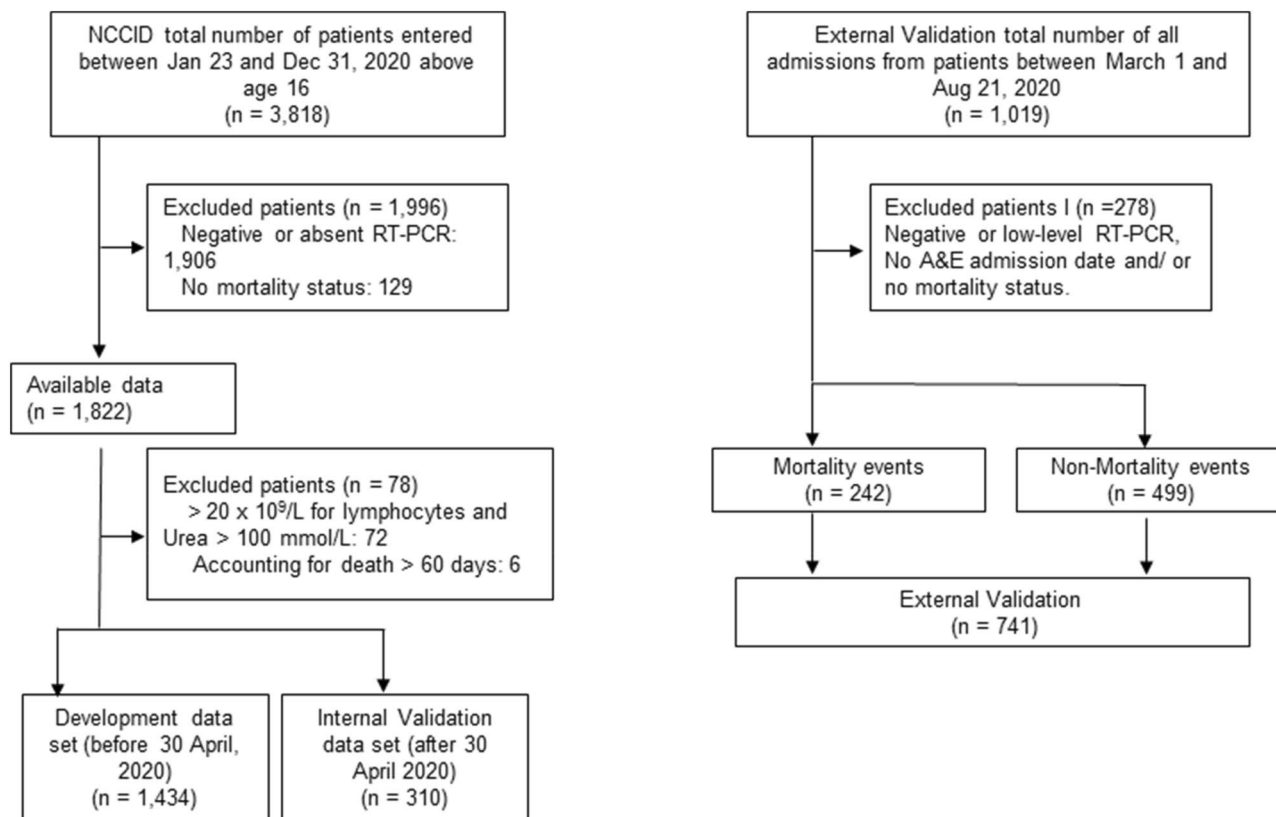 NCCID total number of patients entered
between Jan 23 and Dec 31, 2020 above
age 16
(n = 3,818)
Excluded patients (n = 1,996)
Negative or absent RT-PCR:
1,906
No mortality status: 129
Available data
(n = 1,822)
Excluded patients (n = 78)
> 20 x 10⁹/L for lymphocytes and
Urea > 100 mmol/L: 72
Accounting for death > 60 days: 6
Development data
set (before 30 April,
2020)
(n = 1,434)
Internal Validation
data set (after 30
April 2020)
(n = 310)
External Validation total number of all
admissions from patients between March 1 and
Aug 21, 2020
(n = 1,019)
Excluded patients I (n =278)
Negative or low-level RT-PCR,
No A&E admission date and/ or
no mortality status.
Mortality events
(n = 242)
Non-Mortality events
(n = 499)
External Validation
(n = 741)